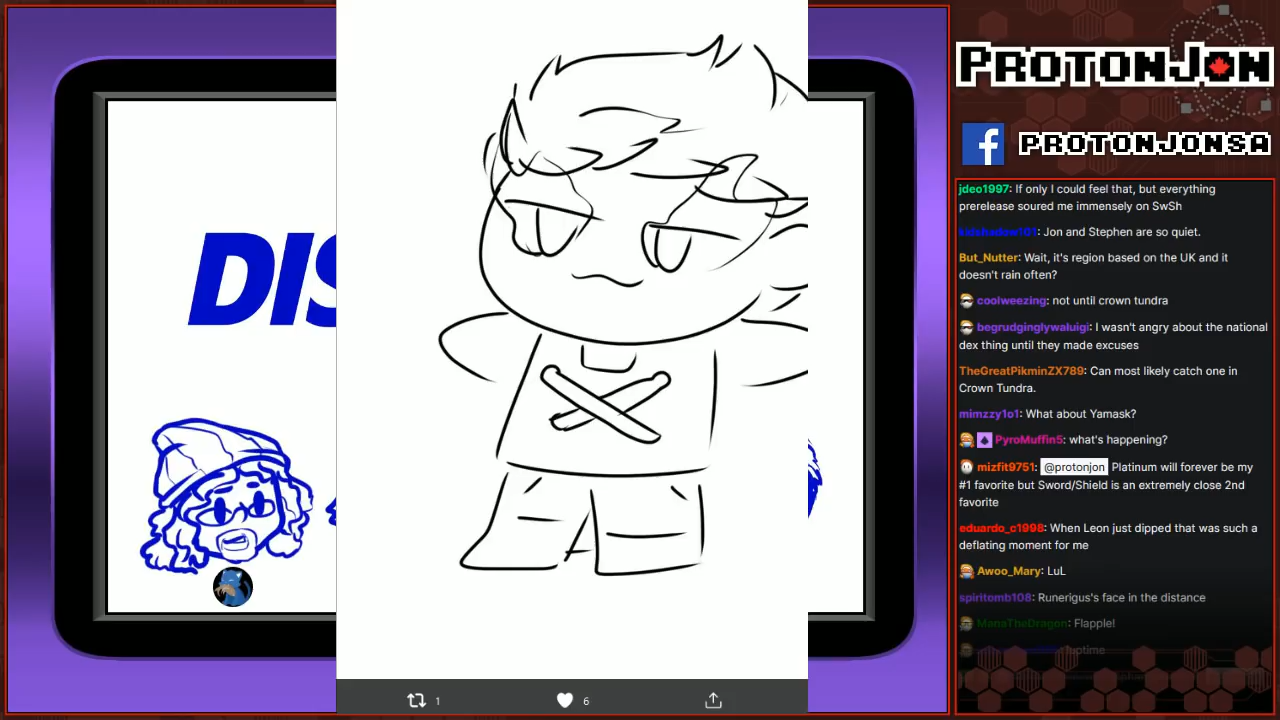 DIS
1
6
PROTONJON
PROTONJONSA
jdeo1997: If only I could feel that, but everything
prerelease soured me immensely on SwSh
kidshadow101: Jon and Stephen are so quiet.
But_Nutter: Wait, it's region based on the UK and it
doesn't rain often?
coolweezing: not until crown tundra
begrudginglywaluigi: I wasn't angry about the national
dex thing until they made excuses
TheGreatPikminZX789: Can most likely catch one in
Crown Tundra.
mimzzy1o1: What about Yamask?
PyroMuffin5: what's happening?
mizfit9751: @protonjon Platinum will forever be my
#1 favorite but Sword/Shield is an extremely close 2nd
favorite
eduardo_c1998: When Leon just dipped that was such a
deflating moment for me
Awoo_Mary: LuL
spiritomb108: Runerigus's face in the distance
ManaTheDragon: Flapple!
!uptime